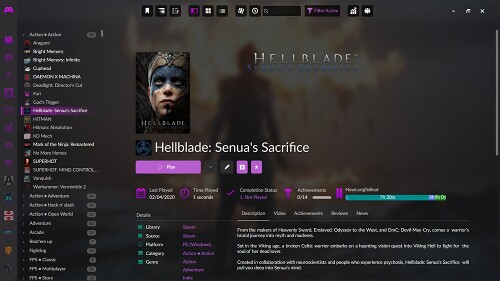 Filter Active
Action ● Action
Aragami
Bright Memory
Bright Memory: Infinite
Cuphead
DAEMON X MACHINA
Deadlight: Director's Cut
Furi
God's Trigger
Hellblade: Senua's Sacrifice
HITMAN
Hitman: Absolution
KO Mech
Mark of the Ninja: Remastered
No More Heroes
SUPERHOT
SUPERHOT: MIND CONTROL...
Vanquish
Warhammer: Vermintide 2
Action ● Adventure
Action ● Hack n' slash
Action ● Open World
Adventure
Arcade
Beat'em up
Fighting
FPS ● Classic
FPS ● Multiplayer
FPS ● Story
HELLBLADE
SENUA'S SACRIFICE
HELLBLADE
Hellblade: Senua's Sacrifice
Play
Last Played
02/04/2020
Time Played
1 seconds
Completion Status
1. Not Played
Achievements
0/14
HowLongToBeat
7h 30m
8h
9h 0m
Details
Library
Steam
Source
Steam
Platform
PC (Windows)
Category
Action ● Action
Genre
Action
Adventure
Indie
Description
Video
Achievements
Reviews
News
From the makers of Heavenly Sword, Enslaved: Odyssey to the West, and DmC: Devil May Cry, comes a warrior's
brutal journey into myth and madness.
Set in the Viking age, a broken Celtic warrior embarks on a haunting vision quest into Viking Hell to fight for the
soul of her dead lover.
Created in collaboration with neuroscientists and people who experience psychosis, Hellblade: Senua's Sacrifice will
pull you deep into Senua's mind.